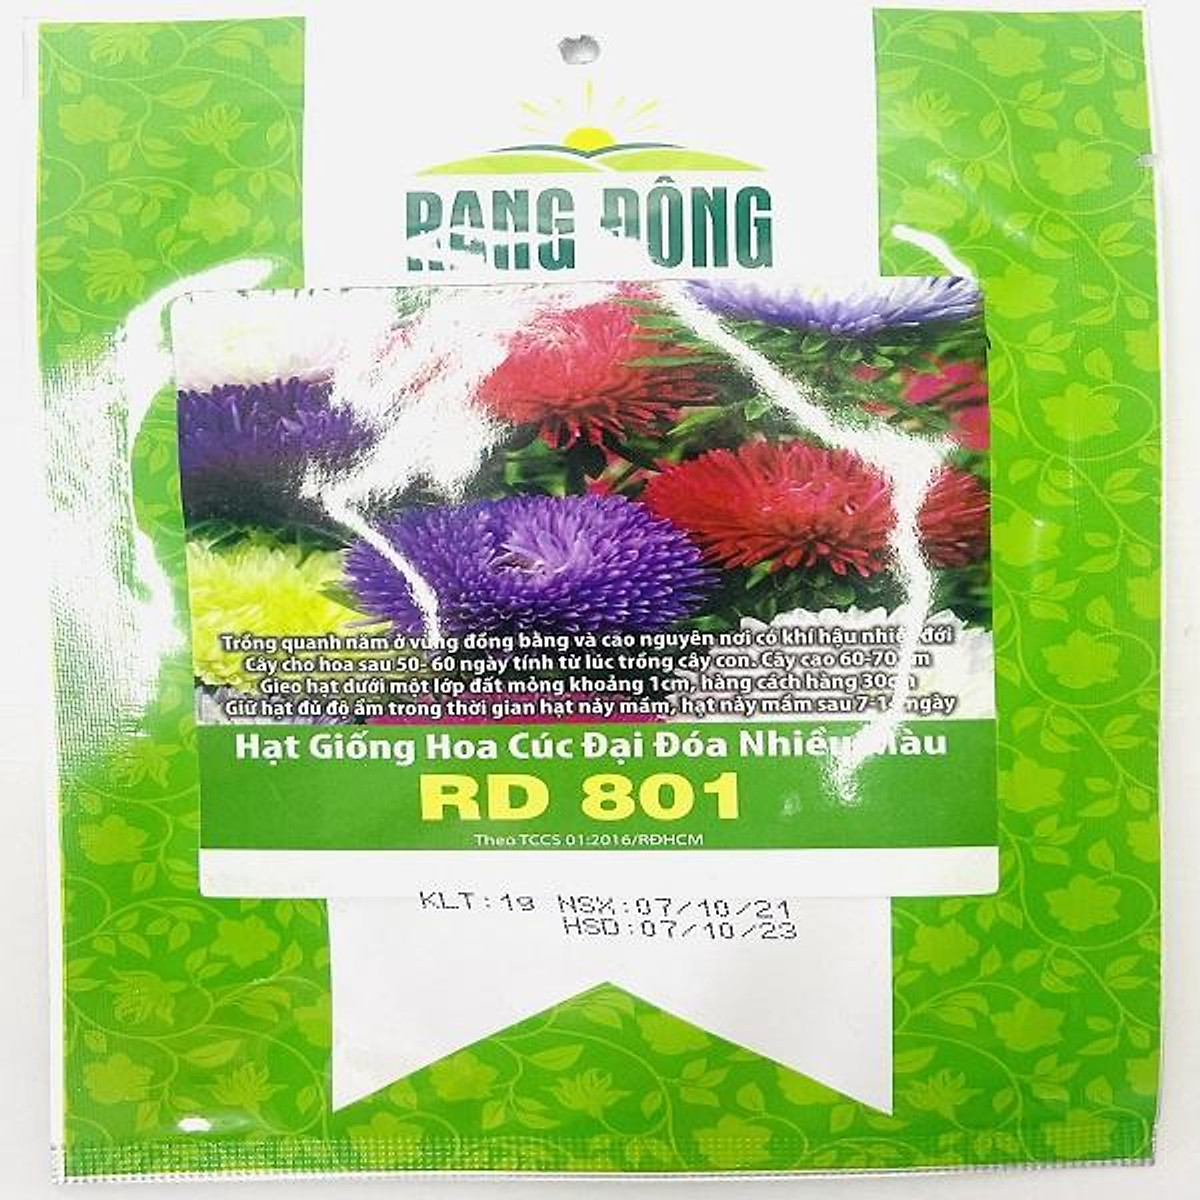 RẠNG ĐÔNG
Trồng quanh năm ở vùng đồng bằng và cao nguyên nơi có khí hậu nhiệt đới
Cây cho hoa sau 50- 60 ngày tính từ lúc trồng cây con. Cây cao 60-70 cm
Gieo hạt dưới một lớp đất mỏng khoảng 1cm, hàng cách hàng 30cm
Giữ hạt đủ độ ẩm trong thời gian hạt nảy mầm, hạt nảy mầm sau ngày
Hạt Giống Hoa Cúc Đại Đóa Nhiều Màu
RD 801
Theo TCCS 01:2016/RĐHCM
KLT:1g NSX:07/10/21
HSD:07/10/23